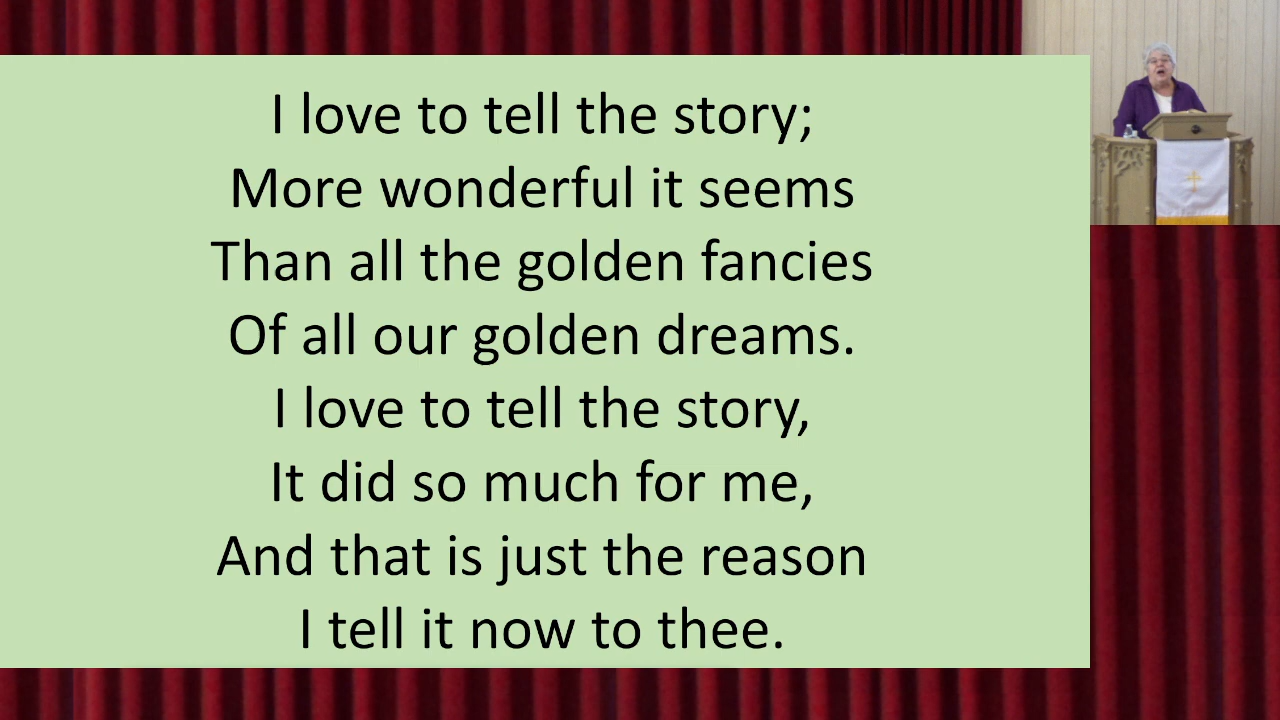 I love to tell the story;
More wonderful it seems
Than all the golden fancies
Of all our golden dreams.
I love to tell the story,
It did so much for me,
And that is just the reason
I tell it now to thee.